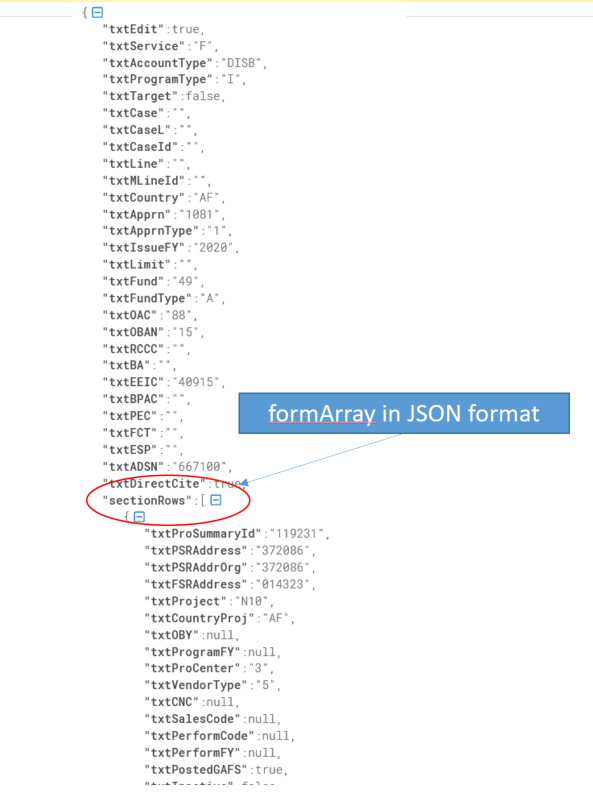 {
"txtEdit":true,
"txtService":"F",
"txtAccountType":"DISB",
"txtProgramType":"I",
"txtTarget":false,
"txtCase":"",
"txtCaseL":"",
"txtCaseId":"",
"txtLine":"",
"txtMLineId":"",
"txtCountry":"AF",
"txtApprn":"1081",
"txtApprnType":"1",
"txtIssueFY":"2020",
"txtLimit":"",
"txtFund":"49",
"txtFundType":"A",
"txtOAC":"88",
"txtOBAN":"15",
"txtRCCC":"",
"txtBA":"",
"txtEEIC":"40915",
"txtBPAC":"",
"txtPEC":"",
"txtFCT":"",
"txtESP":"",
"txtADSN":"667100",
formArray in JSON format
"txtDirectCite":true,
"sectionRows":[
{
"txtProSummaryId":"119231",
"txtPSRAddress":"372086",
"txtPSRAddrOrg":"372086",
"txtFSRAddress":"014323",
"txtProject":"N10",
"txtCountryProj":"AF",
"txtOBY":null,
"txtProgramFY":null,
"txtProCenter":"3",
"txtVendorType":"5",
"txtCNC":null,
"txtSalesCode":null,
"txtPerformCode":null,
"txtPerformFY":null,
"txtPostedGAFS":true,